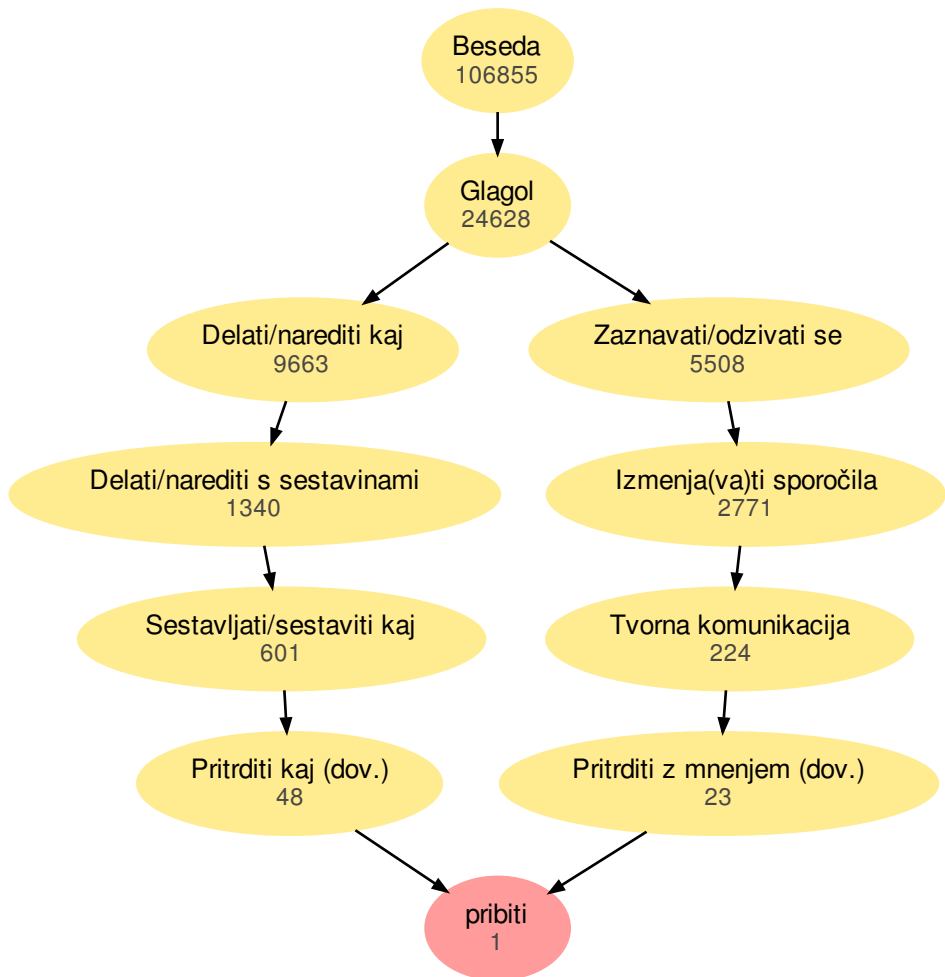 Beseda
106855
Glagol
24628
Delati/narediti kaj
9663
Zaznavati/odzivati se
5508
Delati/narediti s sestavinami
1340
Izmenja(va)ti sporočila
2771
Sestavljati/sestaviti kaj
601
Tvorna komunikacija
224
Pritrditi kaj (dov.)
48
Pritrditi z mnenjem (dov.)
23
pribiti
1